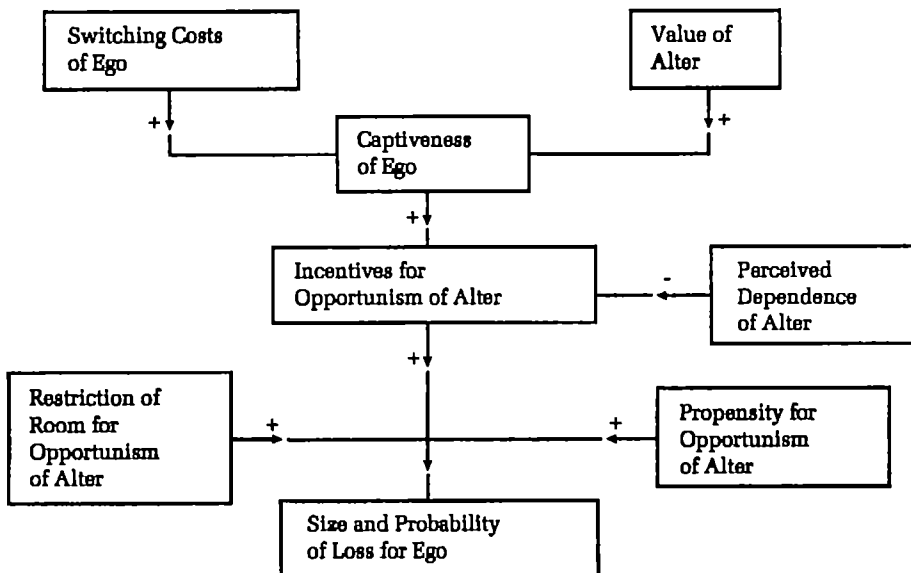 Switching Costs
of Ego
Value of
Alter
+
+
Captiveness
of Ego
+
Incentives for
Opportunism of Alter
-
Perceived
Dependence
of Alter
+
Restriction of
Room for
Opportunism
of Alter
+
+
Propensity for
Opportunism
of Alter
Size and Probability
of Loss for Ego